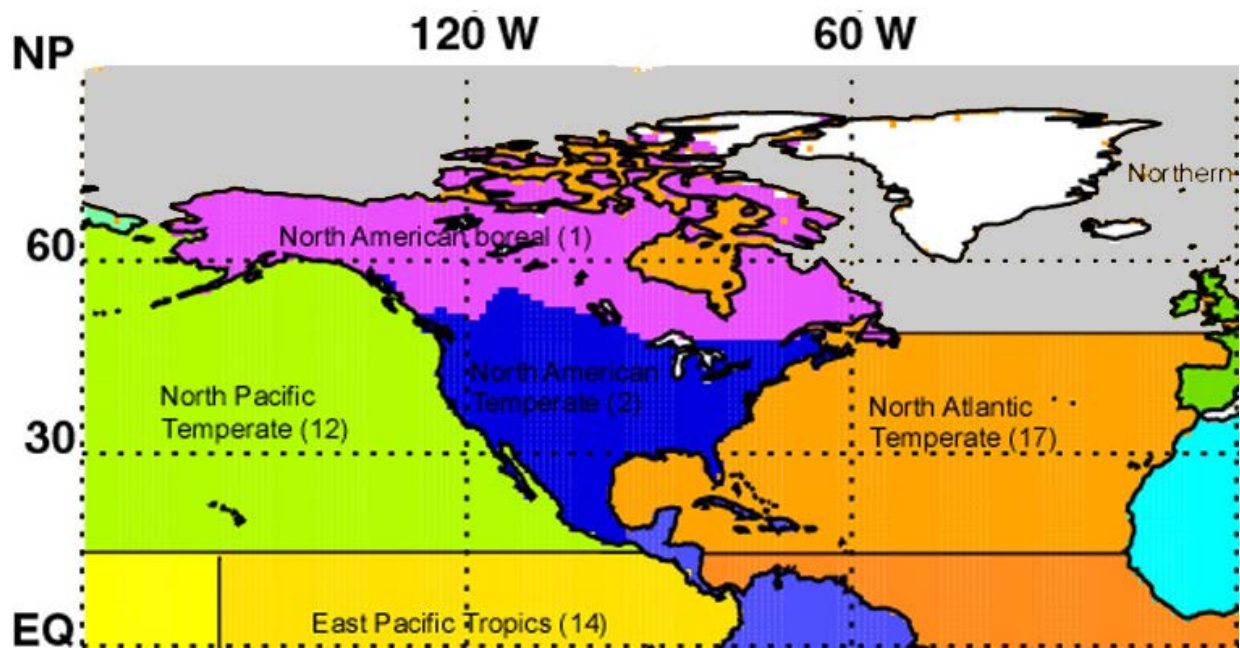 120 W
60 W
NP
Northern
60
North American boreal (1)
North Pacific
Temperate (12)
North American
Temperate (2)
North Atlantic
Temperate (17)
30
East Pacific Tropics (14)
EQ